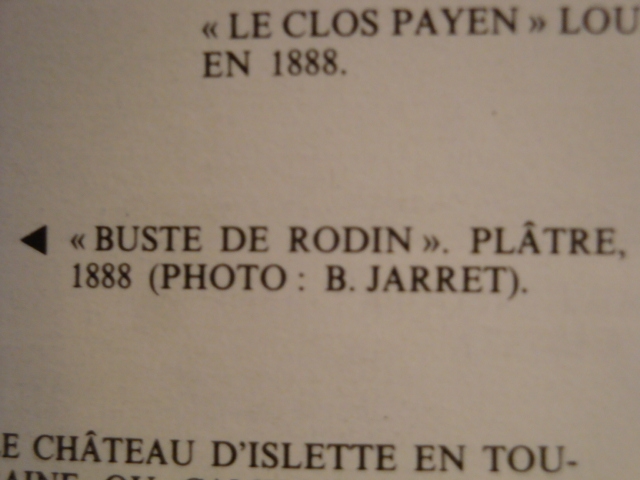 « LE CLOS PAYEN » LOU
EN 1888.
« BUSTE DE RODIN ». PLÂTRE,
1888 (PHOTO : B. JARRET).
E CHÂTEAU D'ISLETTE EN TOU-